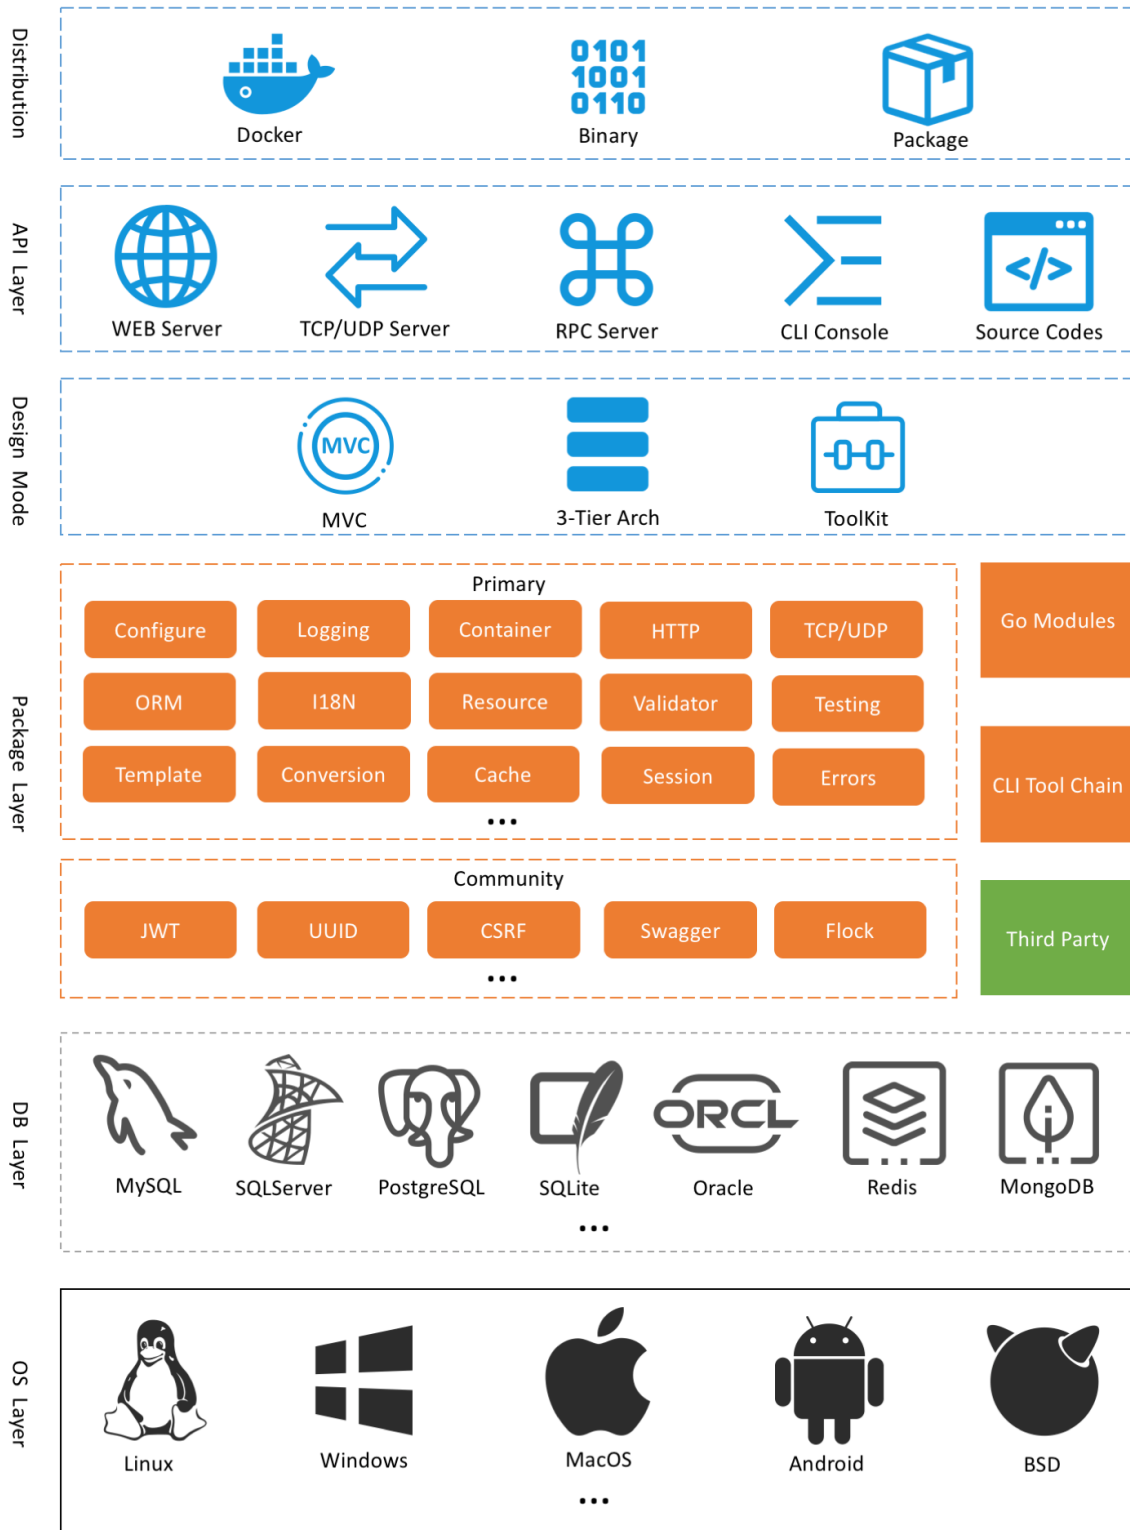 Distribution
0101
1001
0110
Docker
Binary
Package
API Layer
WEB Server
TCP/UDP Server
RPC Server
CLI Console
</>
Source Codes
Design Mode
MVC
MVC
3-Tier Arch
ToolKit
Package Layer
Primary
Configure
Logging
Container
HTTP
TCP/UDP
ORM
I18N
Resource
Validator
Testing
Template
Conversion
Cache
Session
Errors
...
Go Modules
CLI Tool Chain
Community
JWT
UUID
CSRF
Swagger
Flock
...
Third Party
DB Layer
ORCL
MySQL
SQLServer
PostgreSQL
SQLite
Oracle
Redis
MongoDB
...
OS Layer
Linux
Windows
MacOS
Android
BSD
...